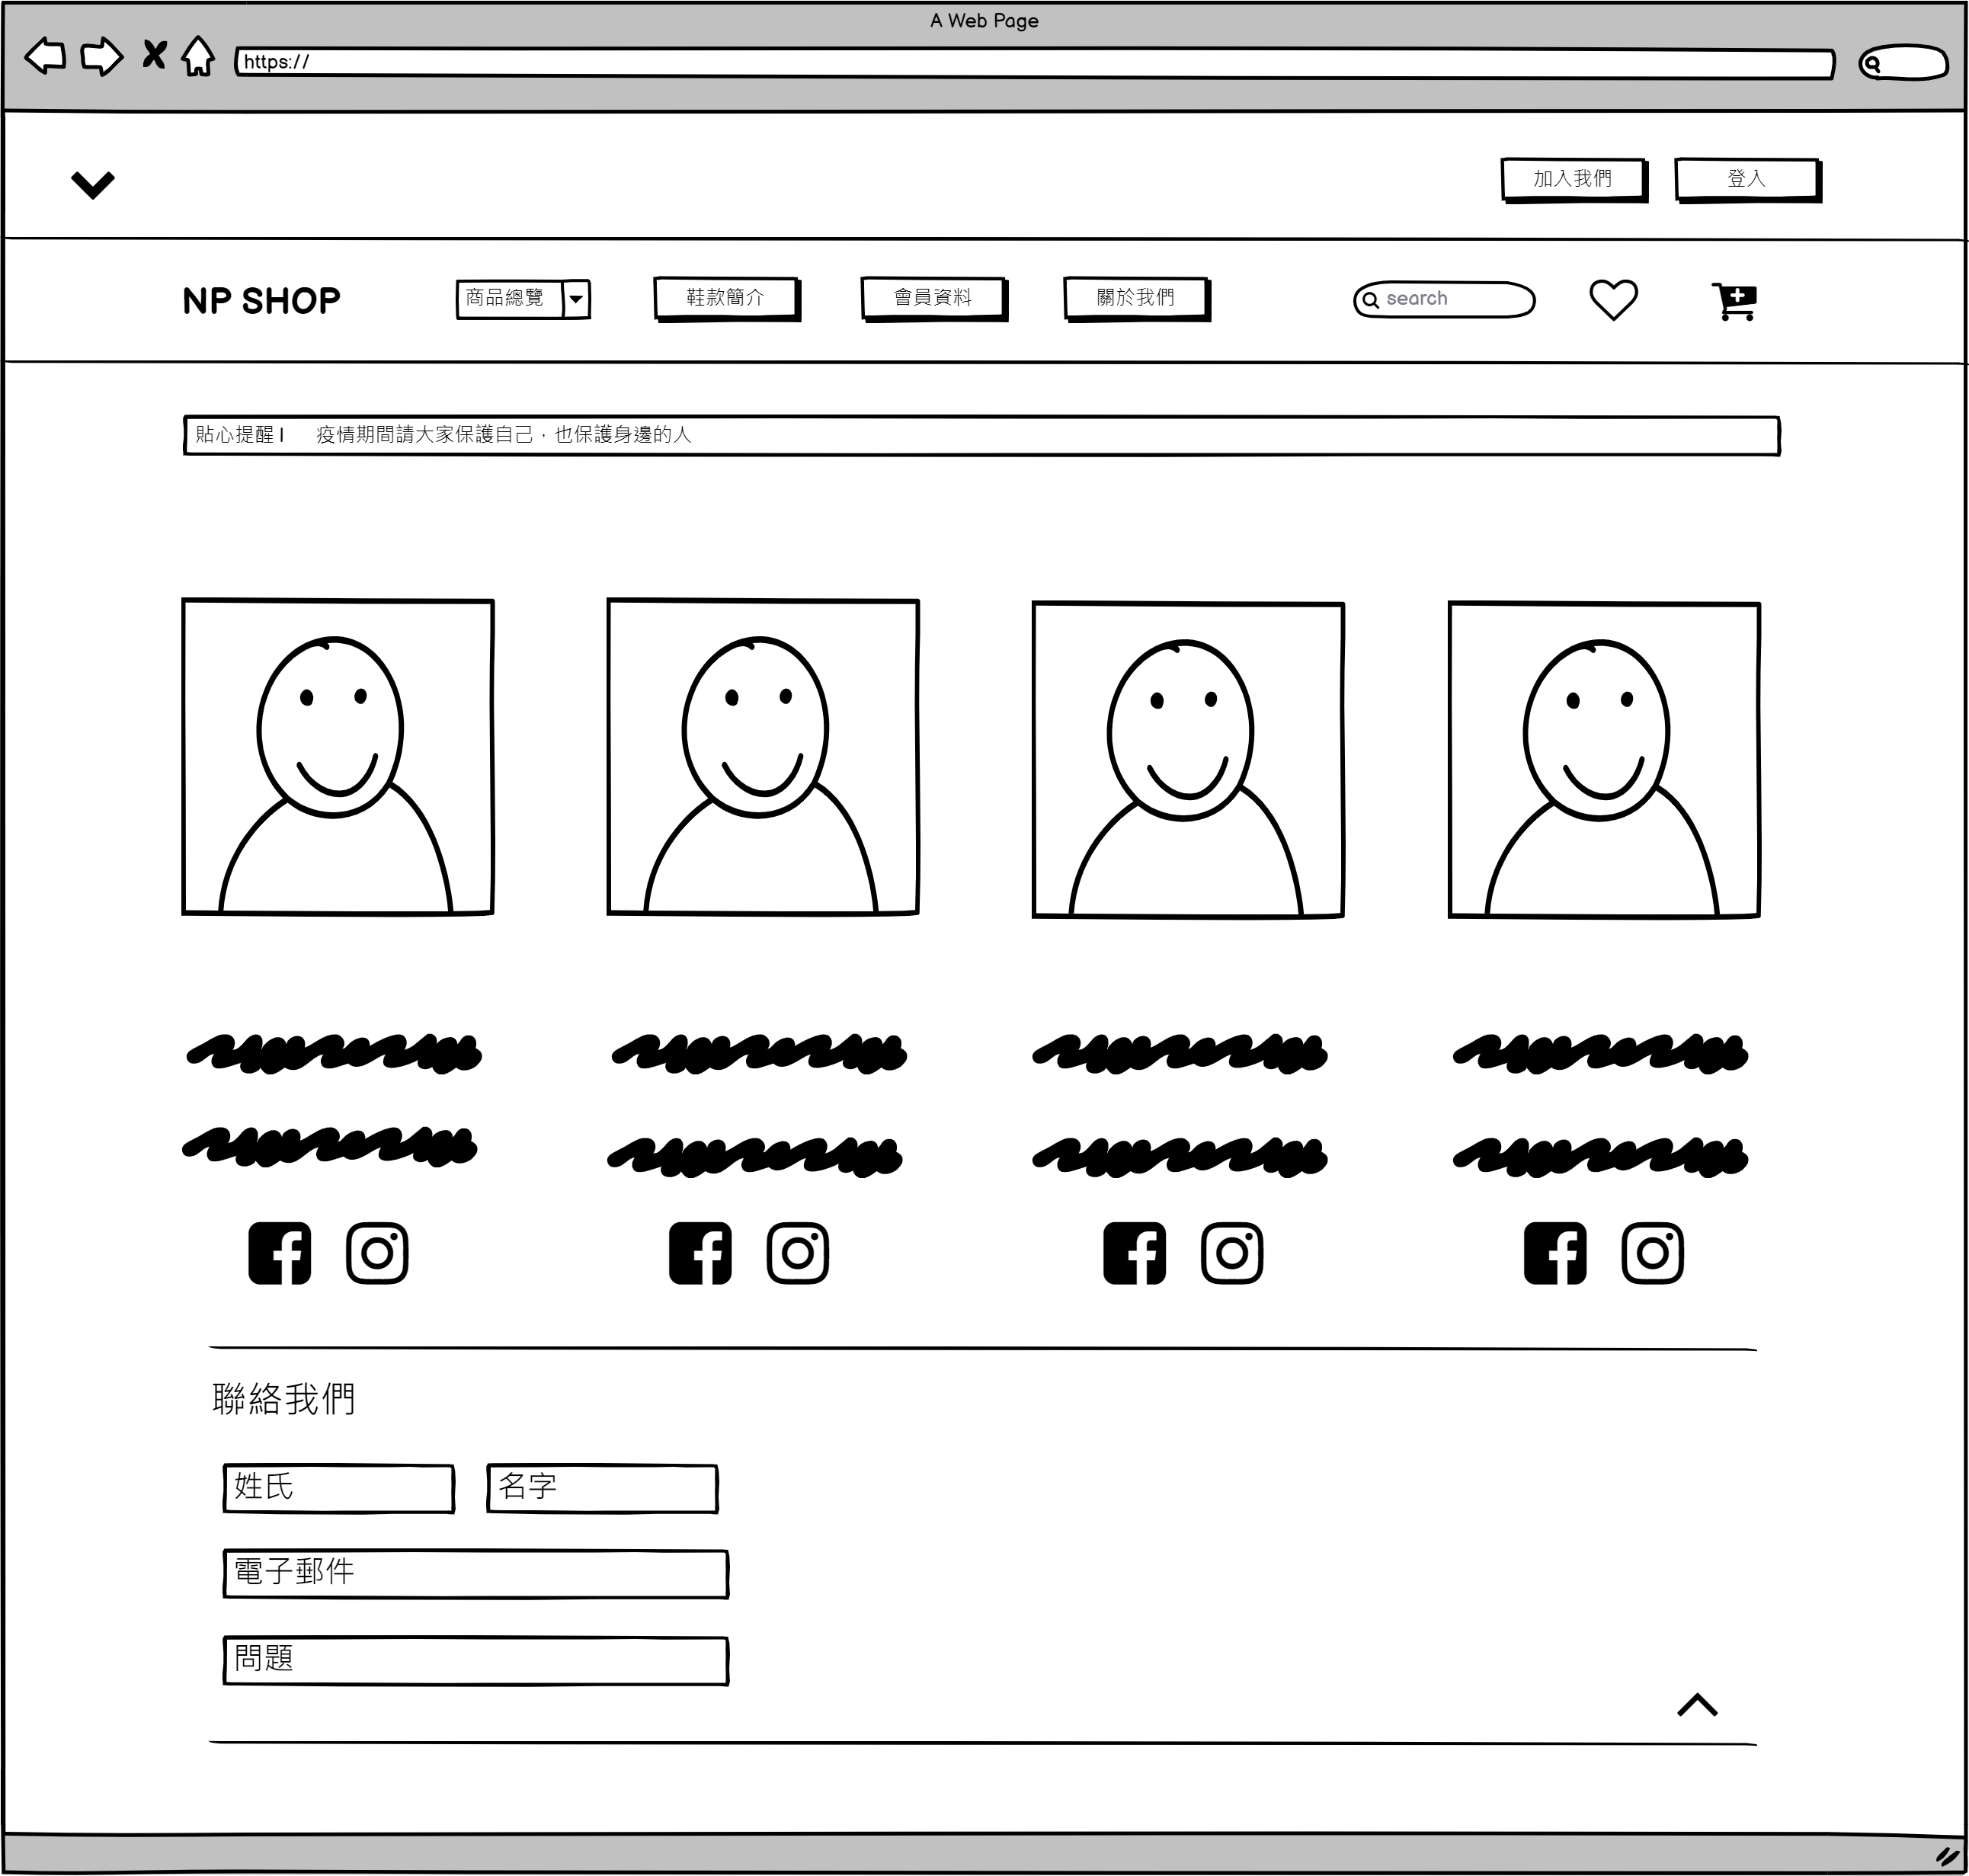 A Web Page
https://
加入我們 登入
NP SHOP 商品總覽 鞋款簡介 會員資料 關於我們 search
貼心提醒 | 疫情期間請大家保護自己，也保護身邊的人
聯絡我們
姓氏 名字
電子郵件
問題